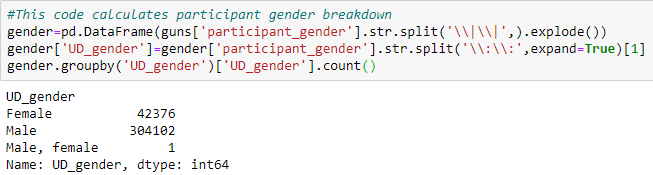 #This code calculates participant gender breakdown
gender=pd.DataFrame(guns['participant_gender'].str.split('\\|\\|',).explode())
gender['UD_gender']=gender['participant_gender'].str.split('\\:\\:',expand=True)[1]
gender.groupby('UD_gender')['UD_gender'].count()
UD_gender
Female 42376
Male 304102
Male, female 1
Name: UD_gender, dtype: int64